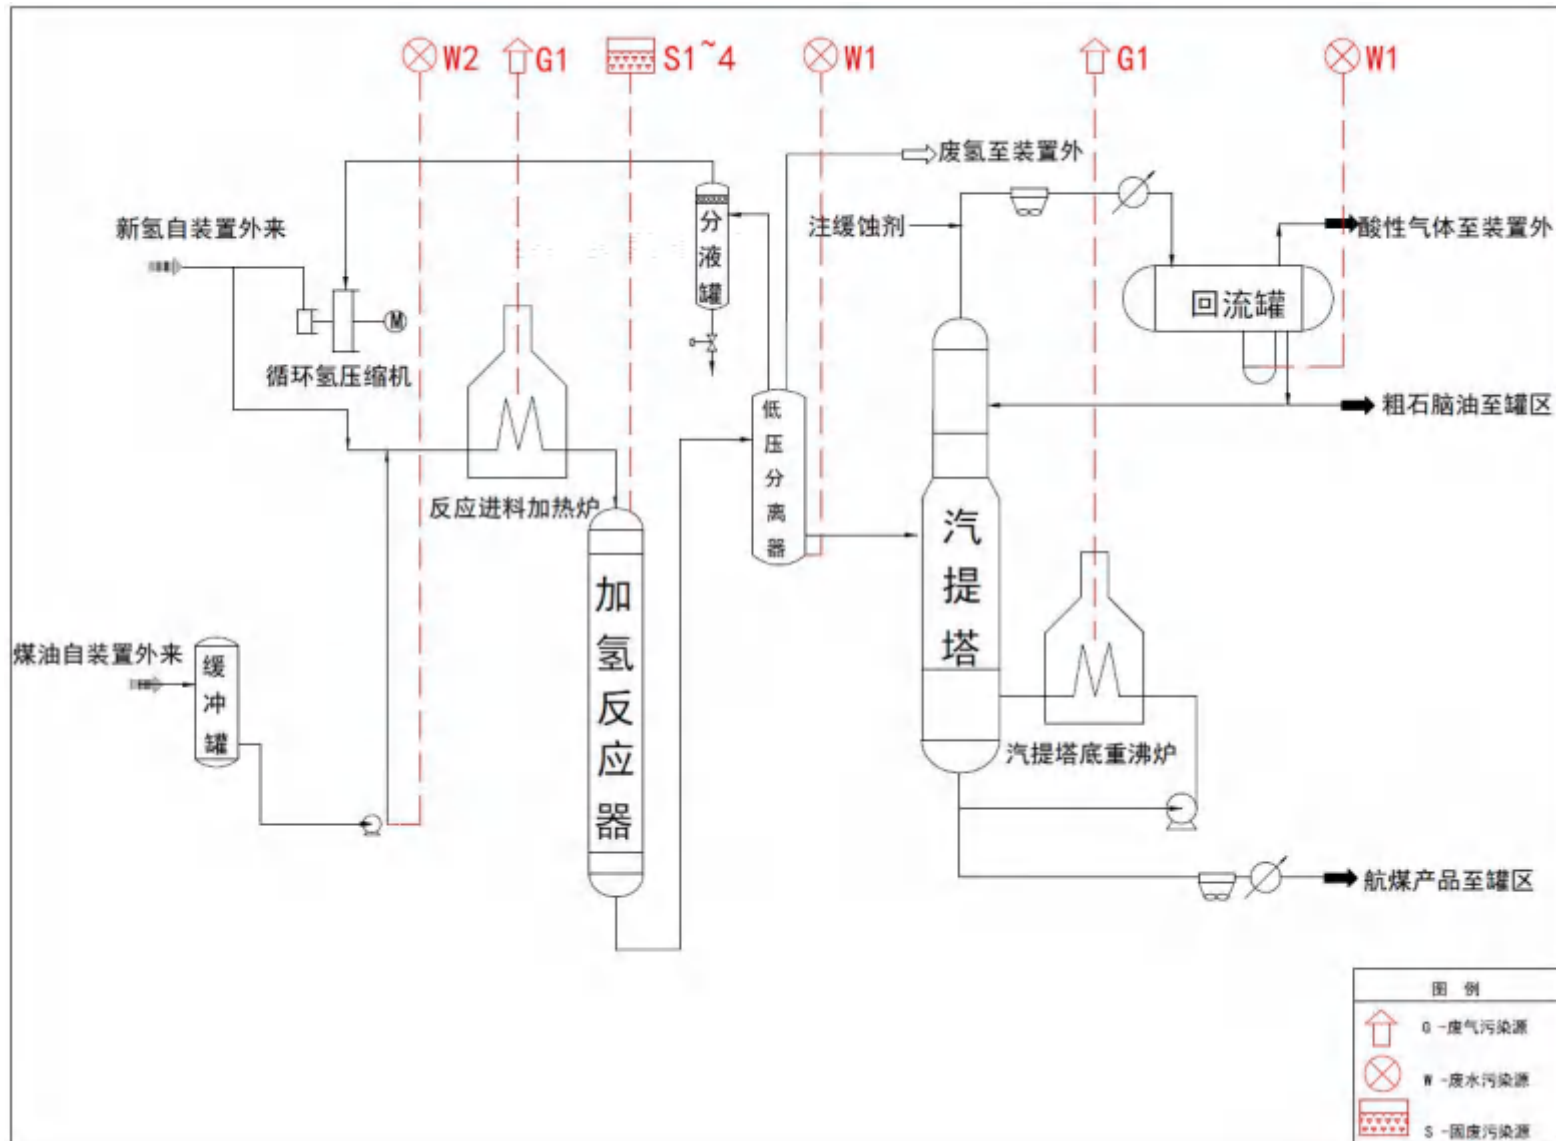 W2
G1
S1~4
W1
G1
W1
废氢至装置外
注缓蚀剂
酸性气体至装置外
新氢自装置外来
分液罐
回流罐
M
循环氢压缩机
粗石脑油至罐区
低压分离器
反应进料加热炉
汽提塔
加氢反应器
煤油自装置外来
缓冲罐
汽提塔底重沸炉
航煤产品至罐区
图 例
G -废气污染源
W -废水污染源
S -固废污染源